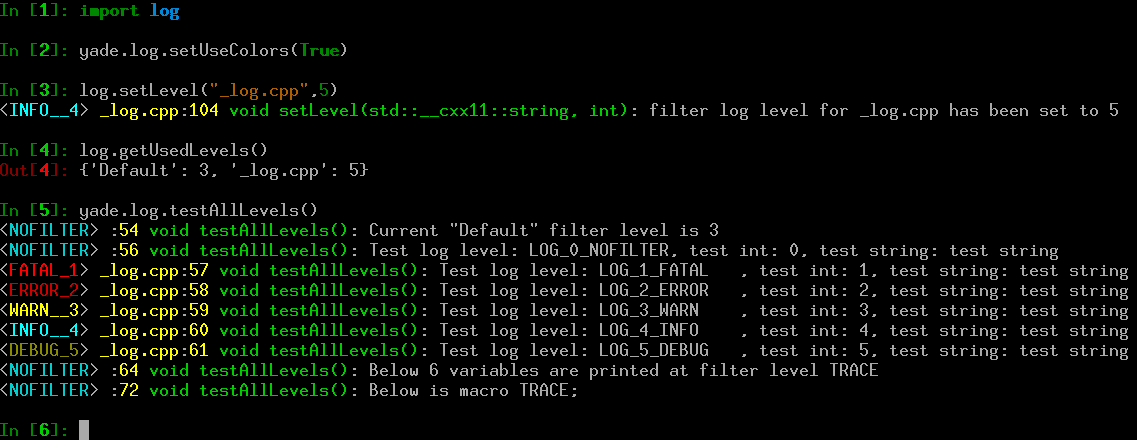 In [1]: import log
In [2]: yade.log.setUseColors(True)
In [3]: log.setLevel("_log.cpp",5)
<INFO__4> _log.cpp:104 void setLevel(std::__cxx11::string, int): filter log level for _log.cpp has been set to 5
In [4]: log.getUsedLevels()
Out[4]: {'Default': 3, '_log.cpp': 5}
In [5]: yade.log.testAllLevels()
<NOFILTER> :54 void testAllLevels(): Current "Default" filter level is 3
<NOFILTER> :56 void testAllLevels(): Test log level: LOG_0_NOFILTER, test int: 0, test string: test string
<FATAL_1> _log.cpp:57 void testAllLevels(): Test log level: LOG_1_FATAL   , test int: 1, test string: test string
<ERROR_2> _log.cpp:58 void testAllLevels(): Test log level: LOG_2_ERROR   , test int: 2, test string: test string
<WARN__3> _log.cpp:59 void testAllLevels(): Test log level: LOG_3_WARN    , test int: 3, test string: test string
<INFO__4> _log.cpp:60 void testAllLevels(): Test log level: LOG_4_INFO    , test int: 4, test string: test string
<DEBUG_5> _log.cpp:61 void testAllLevels(): Test log level: LOG_5_DEBUG   , test int: 5, test string: test string
<NOFILTER> :64 void testAllLevels(): Below 6 variables are printed at filter level TRACE
<NOFILTER> :72 void testAllLevels(): Below is macro TRACE;
In [6]: